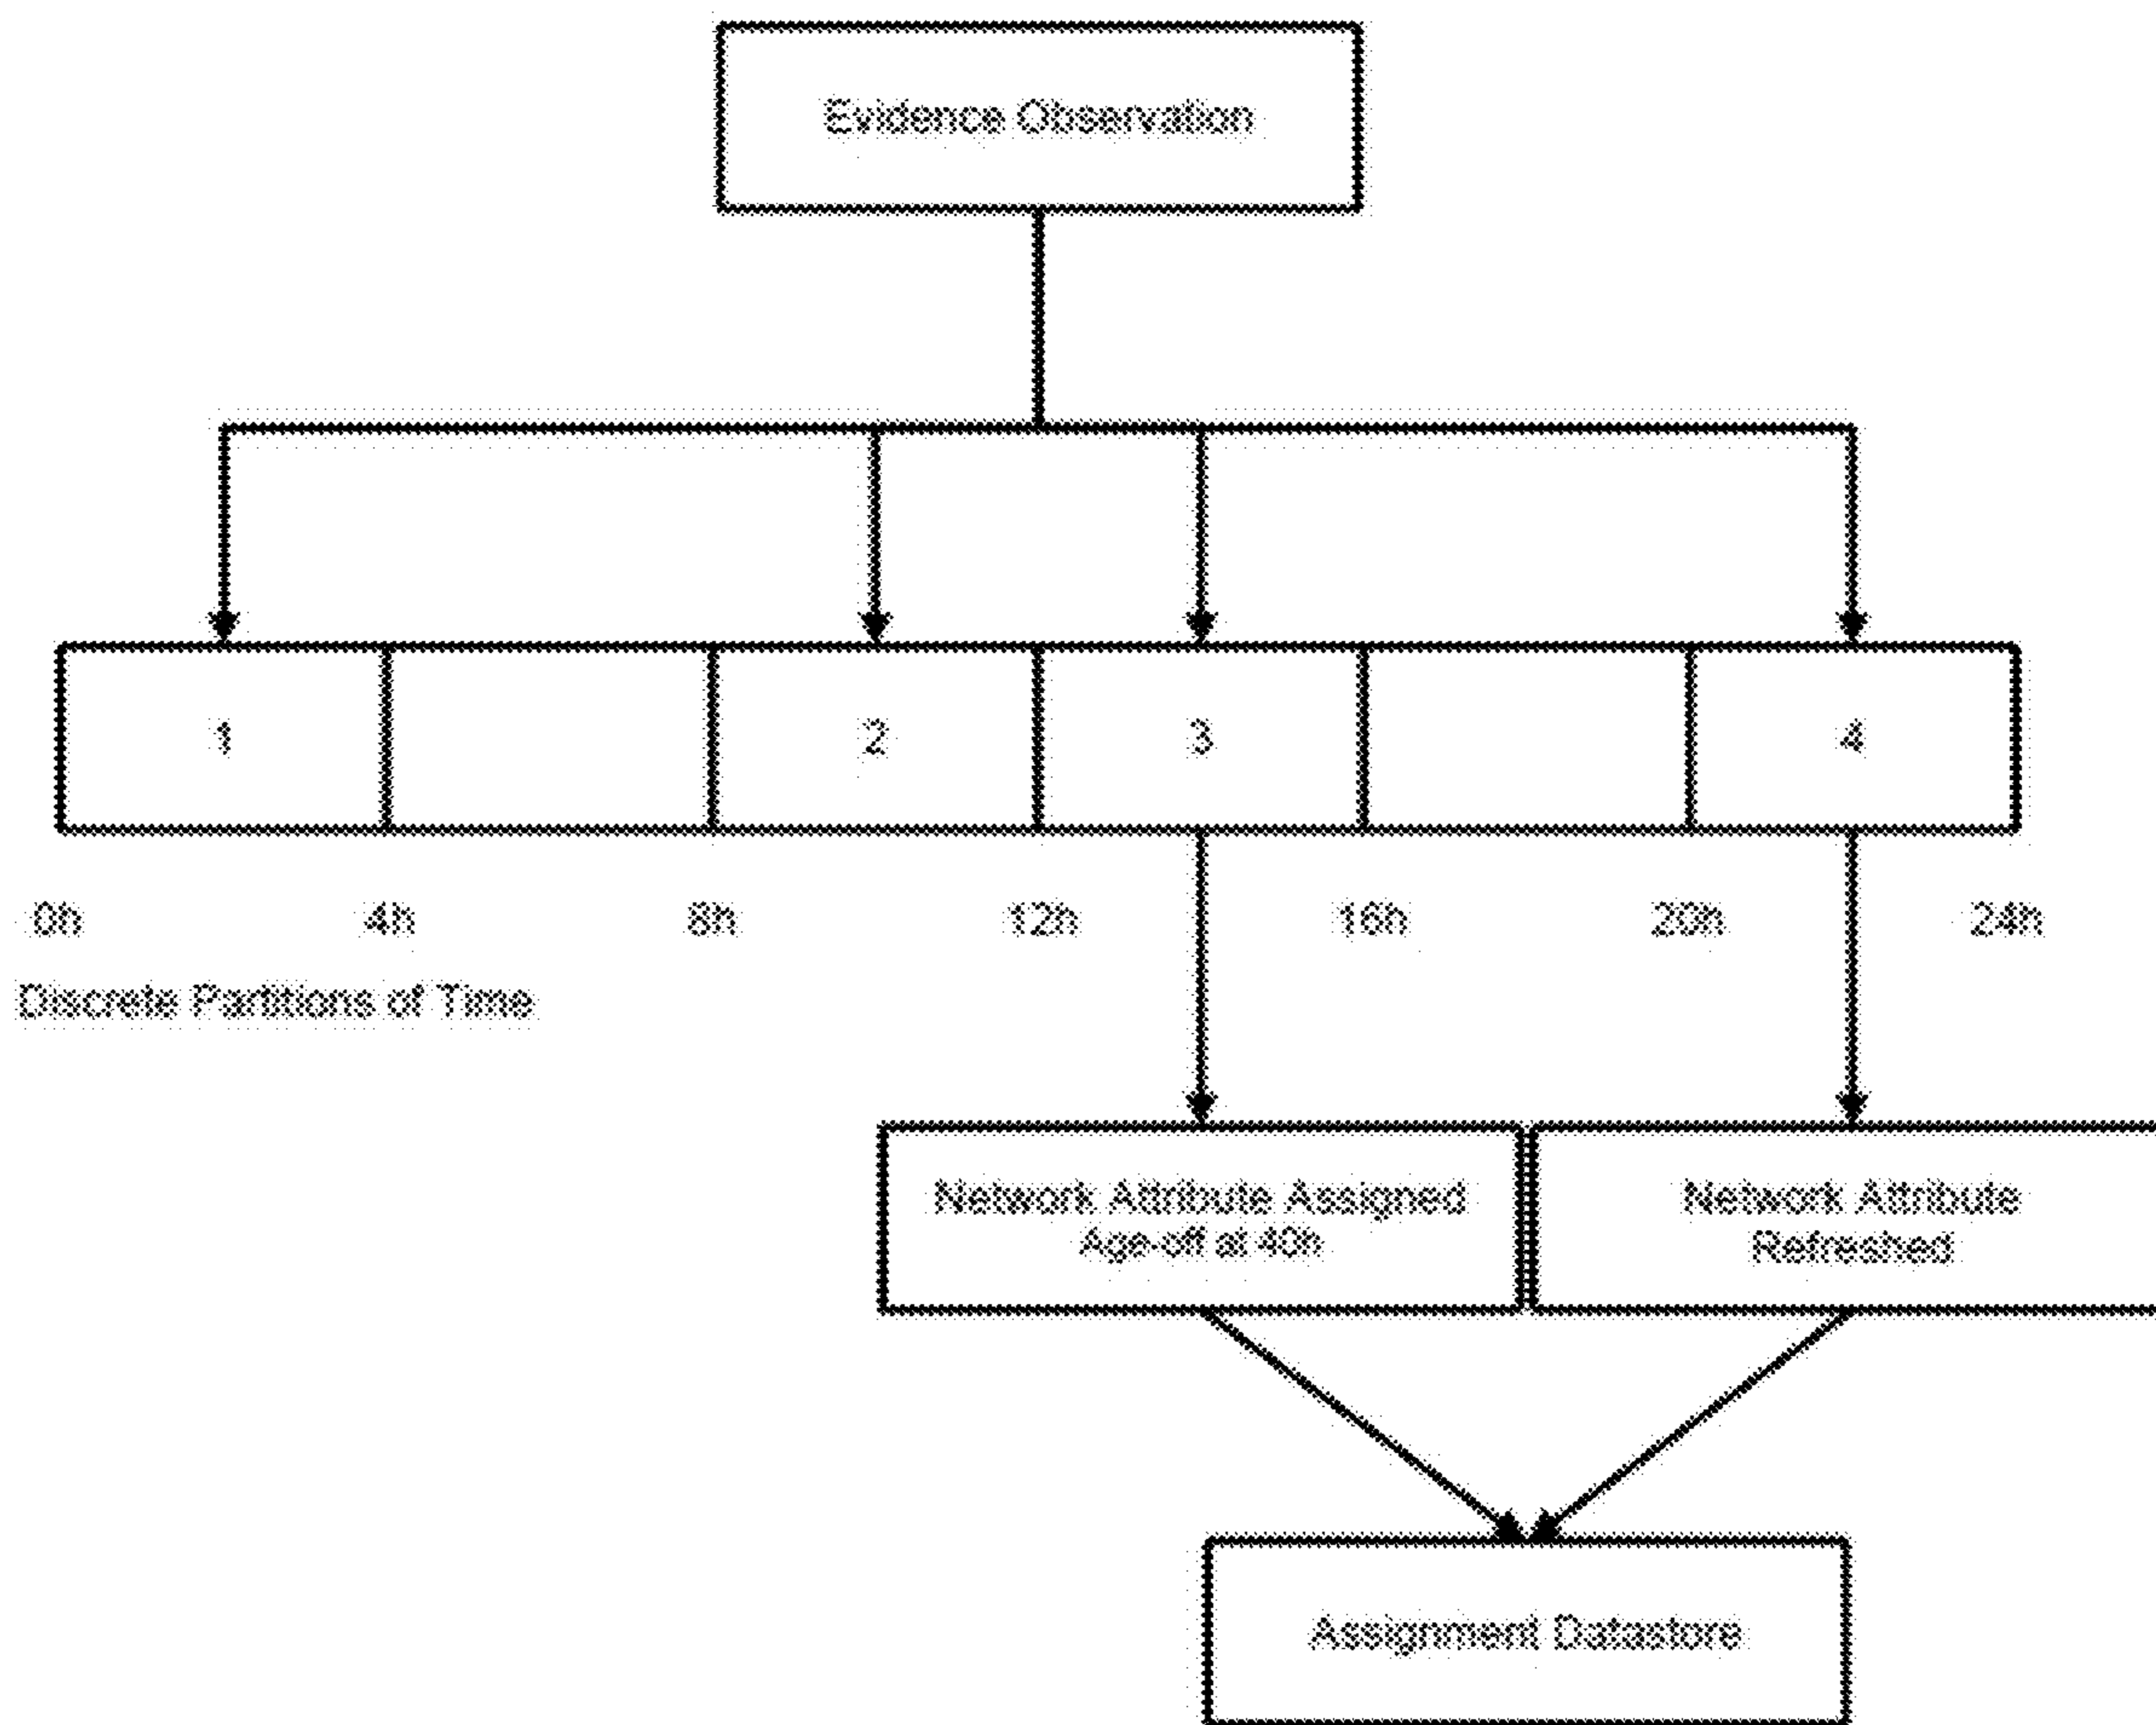 Evidence Observation
1 2 3 4
0h 4h 8h 12h 16h 20h 24h
Discrete Partitions of Time
Network Attribute Assigned
Age-off at 40h
Network Attribute
Refreshed
Assignment Datastore